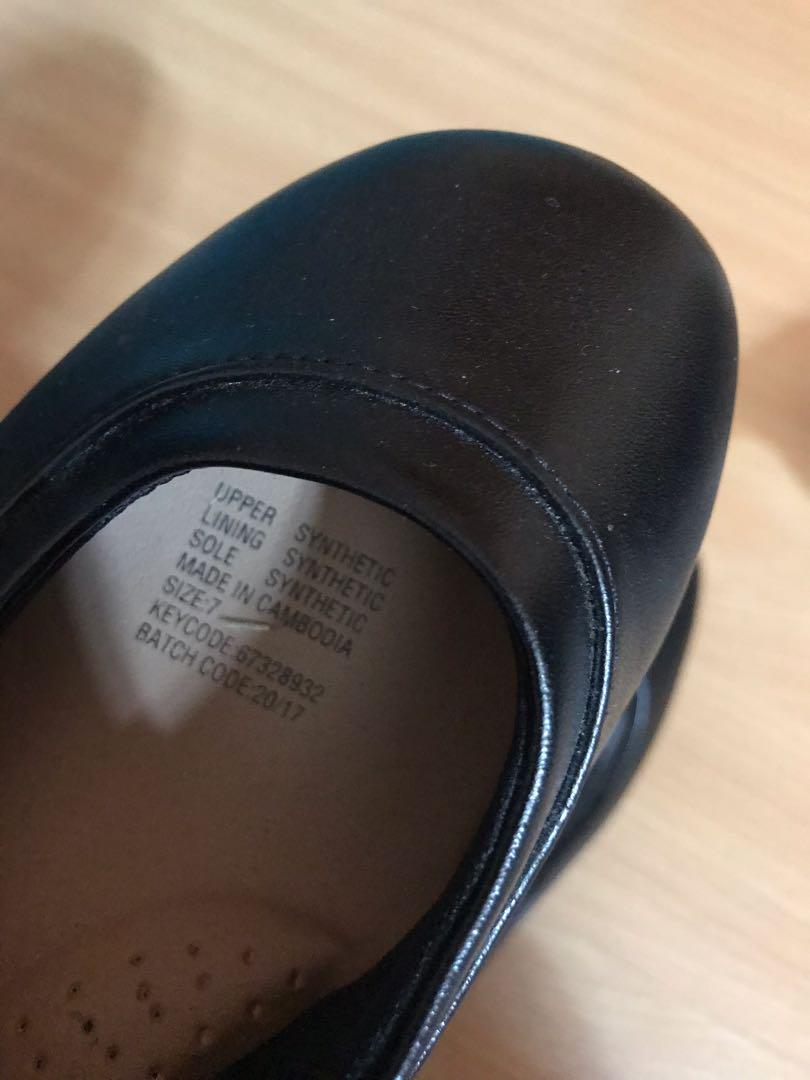 UPPER SYNTHETIC
LINING SYNTHETIC
SOLE SYNTHETIC
MADE IN CAMBODIA
SIZE:7
KEYCODE:67328932
BATCH CODE:20/17